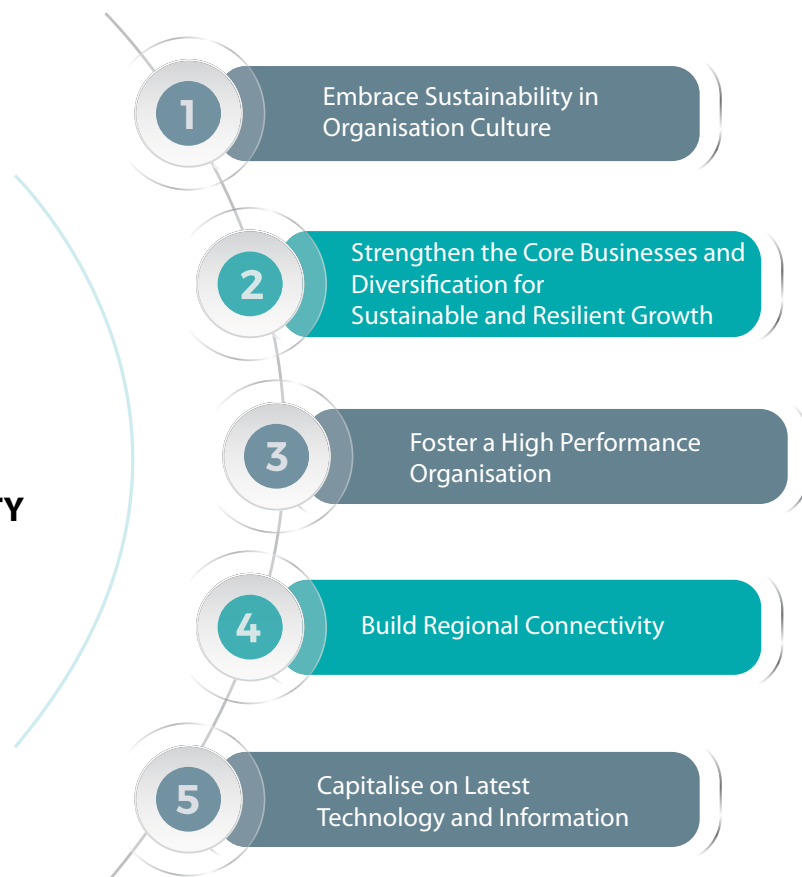 1
Embrace Sustainability in
Organisation Culture
2
Strengthen the Core Businesses and
Diversification for
Sustainable and Resilient Growth
3
Foster a High Performance
Organisation
TY
4
Build Regional Connectivity
5
Capitalise on Latest
Technology and Information